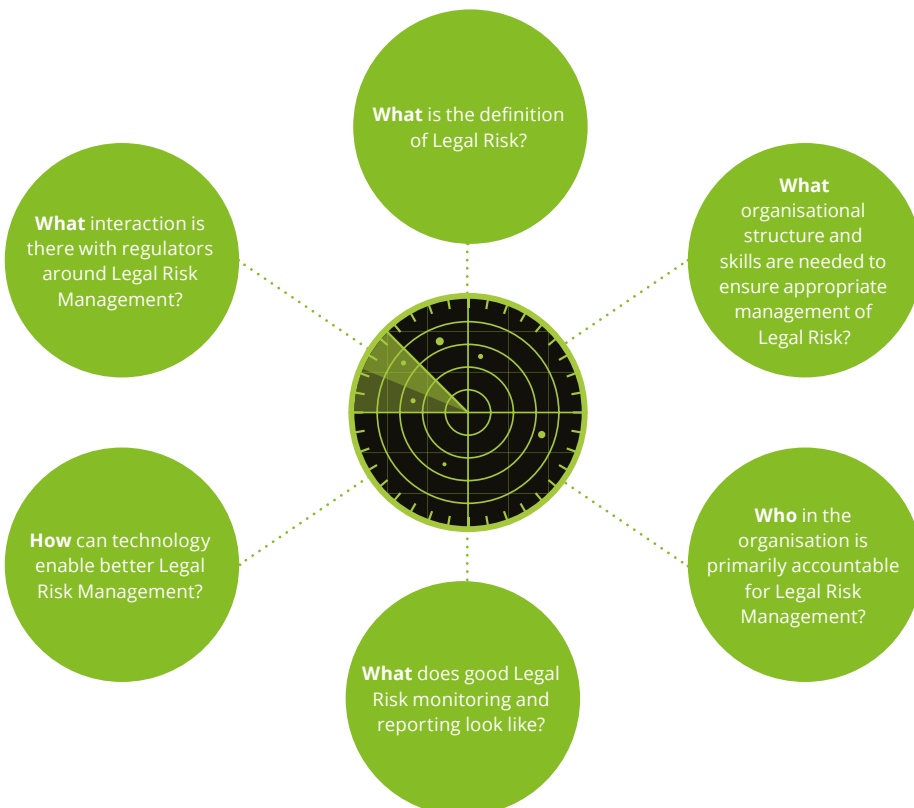 What is the definition
of Legal Risk?
What
organisational
structure and
skills are needed to
ensure appropriate
management of
Legal Risk?
Who in the
organisation is
primarily accountable
for Legal Risk
Management?
What does good Legal
Risk monitoring and
reporting look like?
How can technology
enable better Legal
Risk Management?
What interaction is
there with regulators
around Legal Risk
Management?